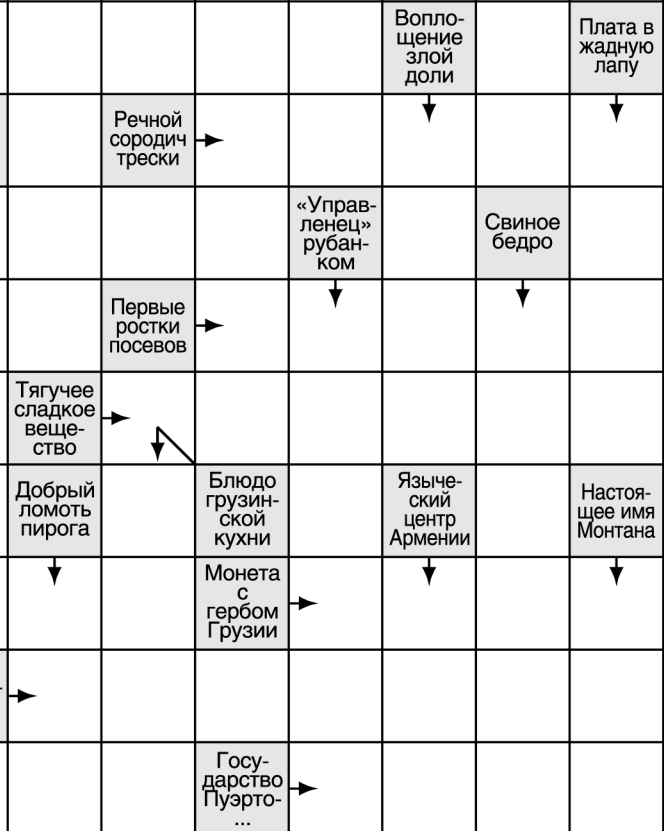 Вопло-
щение
злой
доли
Плата в
жадную
лапу
Речной
сородич
трески
«Управ-
ленец»
рубан-
ком
Свиное
бедро
Первые
ростки
посевов
Тягучее
сладкое
веще-
ство
Добрый
ломоть
пирога
Блюдо
грузин-
ской
кухни
Языче-
ский
центр
Армении
Настоя-
щее имя
Монтана
Монета
с
гербом
Грузии
Госу-
дарство
Пуэрто-
...